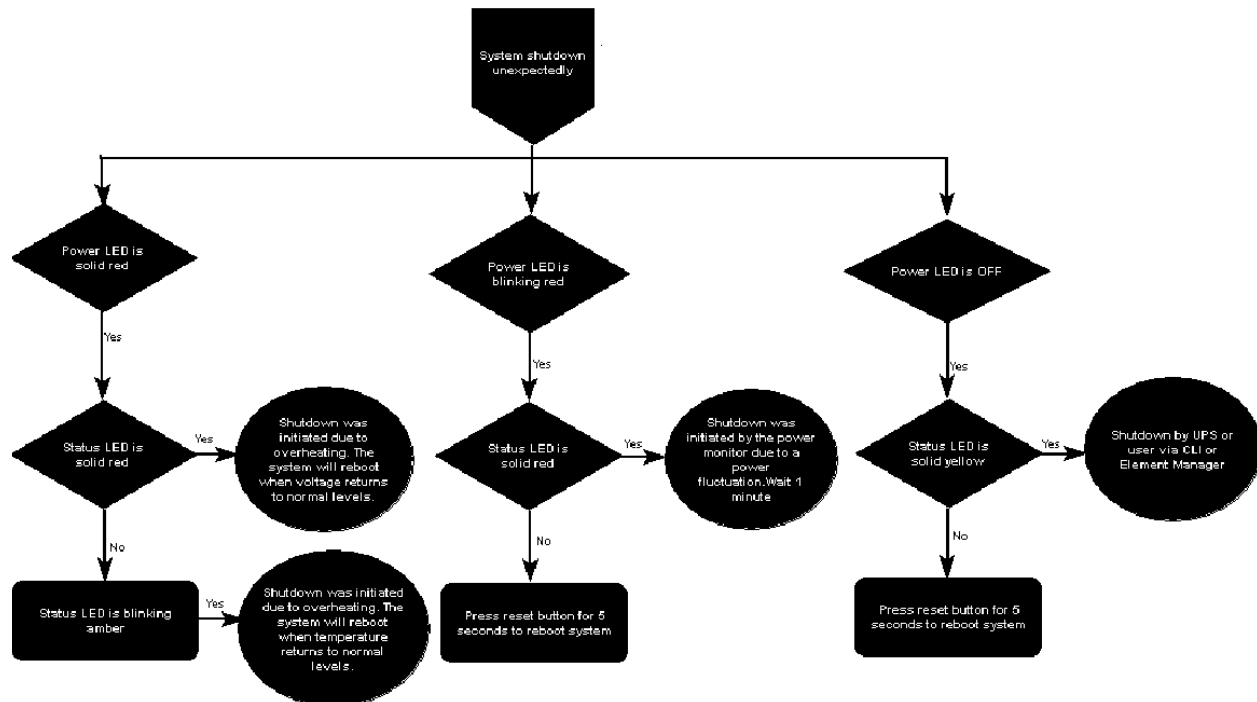 System shutdown
unexpectedly
Power LED is
solid red
Power LED is
blinking red
Power LED is OFF
Yes
Yes
Yes
Status LED is
solid red
Yes
Shutdown was
initiated due to
overheating. The
system will reboot
when voltage returns
to normal levels.
Status LED is
solid red
Yes
Shutdown was
initiated by the power
monitor due to a
power
fluctuation.Wait 1
minute
Status LED is
solid yellow
Yes
Shutdown by UPS or
user via CLI or
Element Manager
No
No
No
Status LED is blinking
amber
Yes
Shutdown was initiated
due to overheating. The
system will reboot
when temperature
returns to normal
levels.
Press reset button for 5
seconds to reboot system
Press reset button for 5
seconds to reboot system